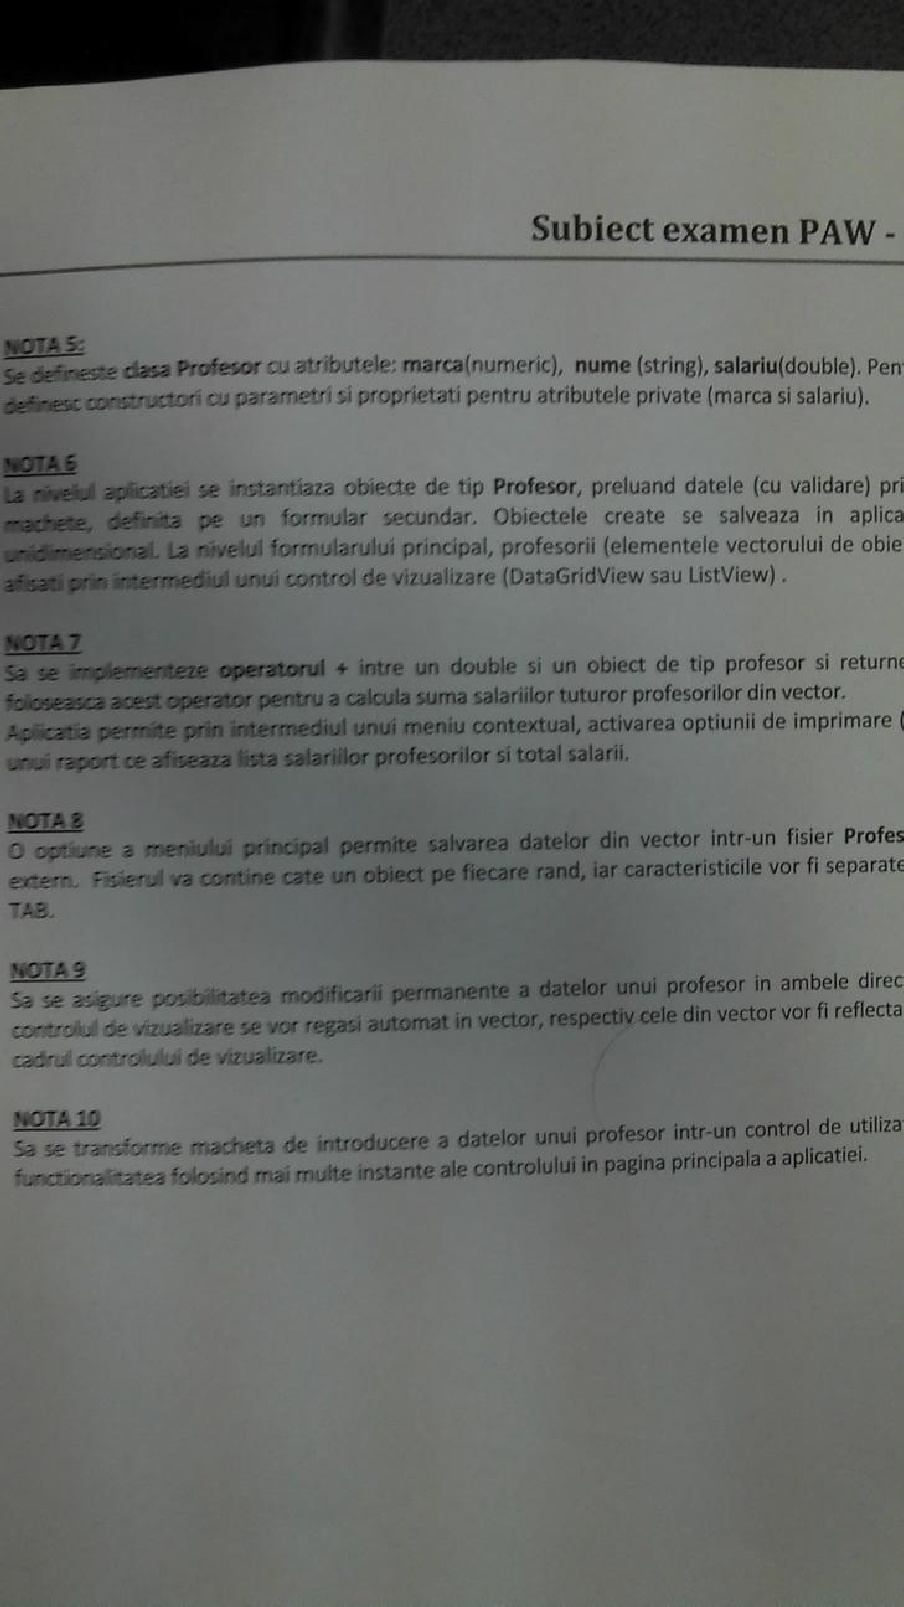 Subiect examen PAW -
NOTA 5:
Se defineste clasa Profesor cu atributele: marca(numeric), nume (string), salariu(double). Pen
definesc constructori cu parametri si proprietati pentru atributele private (marca si salariu).
NOTA 6
La nivelul aplicatiei se instantiaza obiecte de tip Profesor, preluand datele (cu validare) pri
machete, definita pe un formular secundar. Obiectele create se salveaza in aplica
unidimensional. La nivelul formularului principal, profesorii (elementele vectorului de obie
afisati prin intermediul unui control de vizualizare (DataGridView sau ListView) .
NOTA 7
Sa se implementeze operatorul + intre un double si un obiect de tip profesor si returne
foloseasca acest operator pentru a calcula suma salariilor tuturor profesorilor din vector.
Aplicatia permite prin intermediul unui meniu contextual, activarea optiunii de imprimare (
unui raport ce afiseaza lista salariilor profesorilor si total salarii.
NOTA 8
O optiune a meniului principal permite salvarea datelor din vector intr-un fisier Profes
extern. Fisierul va contine cate un obiect pe fiecare rand, iar caracteristicile vor fi separate
TAB.
NOTA 9
Sa se asigure posibilitatea modificarii permanente a datelor unui profesor in ambele direc
controlul de vizualizare se vor regasi automat in vector, respectiv cele din vector vor fi reflecta
cadrul controlului de vizualizare.
NOTA 10
Sa se transforme macheta de introducere a datelor unui profesor intr-un control de utiliza
functionalitatea folosind mai multe instante ale controlului in pagina principala a aplicatiei.